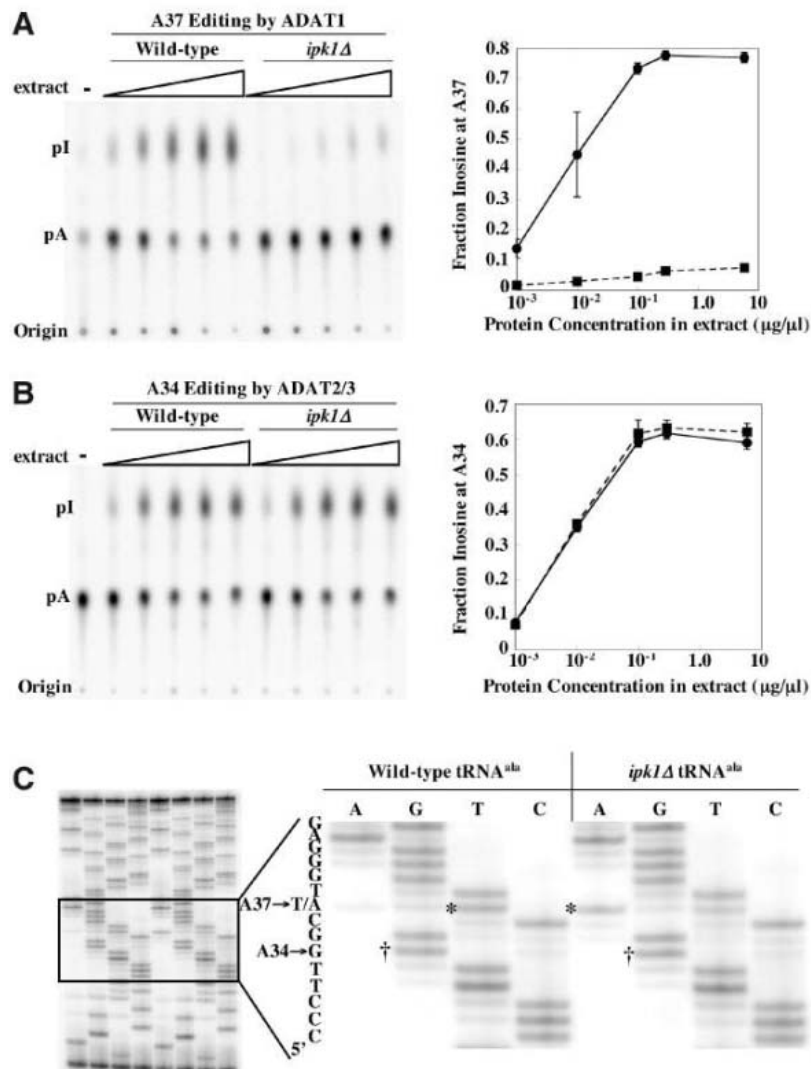 A
A37 Editing by ADAT1
Wild-type ipk1Δ
extract -
pI
pA
Origin
Fraction Inosine at A37
0.8
0.7
0.6
0.5
0.4
0.3
0.2
0.1
0
10⁻³ 10⁻² 10⁻¹ 1.0 10
Protein Concentration in extract (µg/µl)
B
A34 Editing by ADAT2/3
Wild-type ipk1Δ
extract -
pI
pA
Origin
Fraction Inosine at A34
0.7
0.6
0.5
0.4
0.3
0.2
0.1
0
10⁻³ 10⁻² 10⁻¹ 1.0 10
Protein Concentration in extract (µg/µl)
C
Wild-type tRNAᵃˡᵃ ipk1Δ tRNAᵃˡᵃ
A G T C A G T C
G
A
G
G
G
T
A37→T/A
C
G
A34→G
T
T
C
C
C
5'
* *
† †